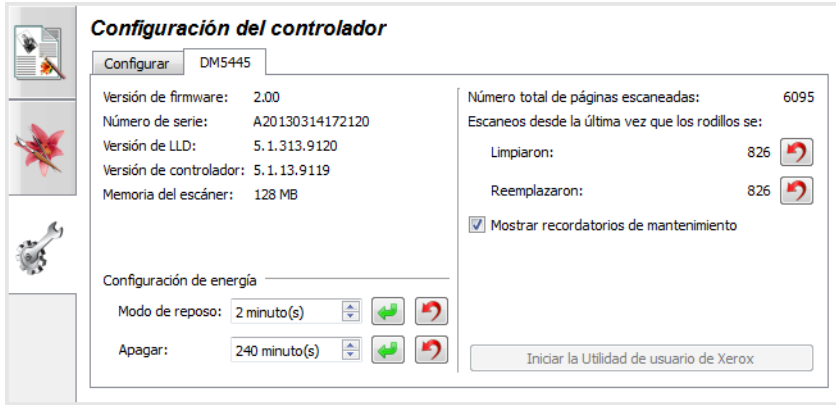 Configuración del controlador
Configurar DM5445
Versión de firmware: 2.00
Número de serie: A20130314172120
Versión de LLD: 5.1.313.9120
Versión de controlador: 5.1.13.9119
Memoria del escáner: 128 MB
Configuración de energía
Modo de reposo: 2 minuto(s)
Apagar: 240 minuto(s)
Número total de páginas escaneadas: 6095
Escaneos desde la última vez que los rodillos se:
Limpiaron: 826
Reemplazaron: 826
Mostrar recordatorios de mantenimiento
Iniciar la Utilidad de usuario de Xerox